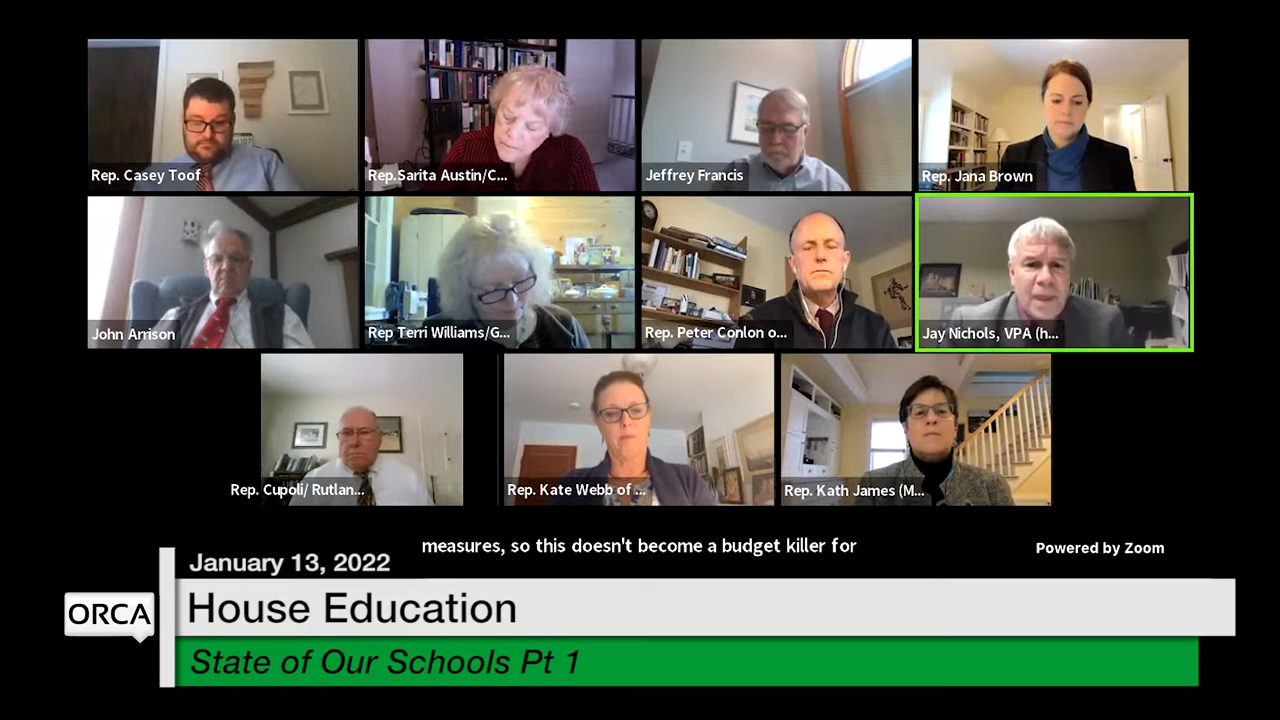 Rep. Casey Toof
Rep.Sarita Austin/C...
Jeffrey Francis
Rep. Jana Brown
John Arrison
Rep Terri Williams/G...
Rep. Peter Conlon o...
Jay Nichols, VPA (h...
Rep. Cupoli/ Rutlan...
Rep. Kate Webb of ...
Rep. Kath James (M...
measures, so this doesn't become a budget killer for
Powered by Zoom
January 13, 2022
ORCA
House Education
State of Our Schools Pt 1